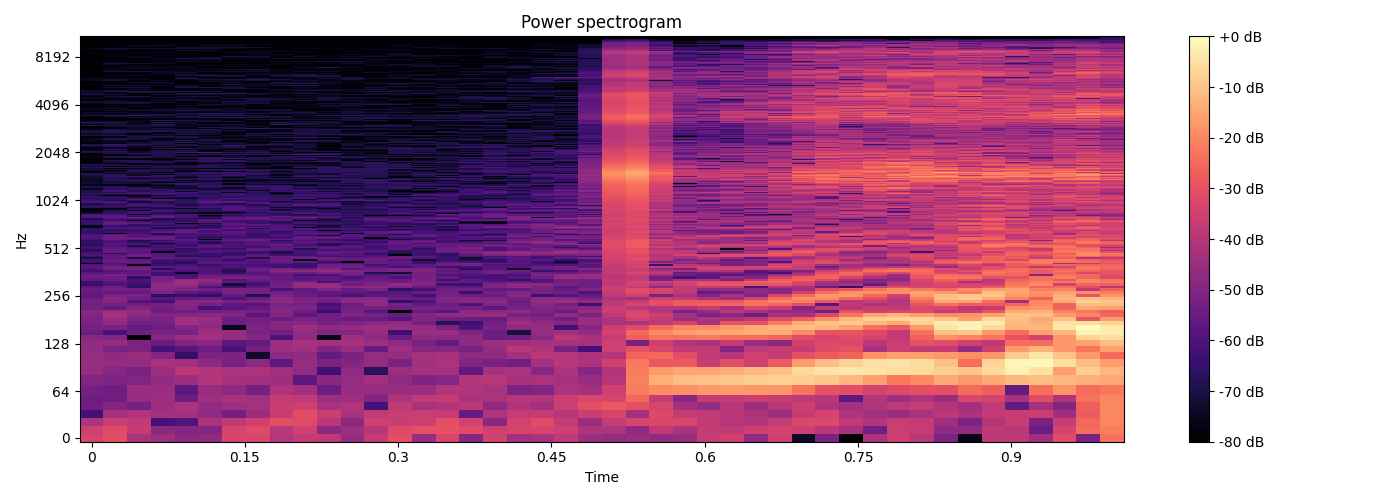 Power spectrogram
Hz
8192
4096
2048
1024
512
256
128
64
0
0 0.15 0.3 0.45 0.6 0.75 0.9
Time
+0 dB
-10 dB
-20 dB
-30 dB
-40 dB
-50 dB
-60 dB
-70 dB
-80 dB